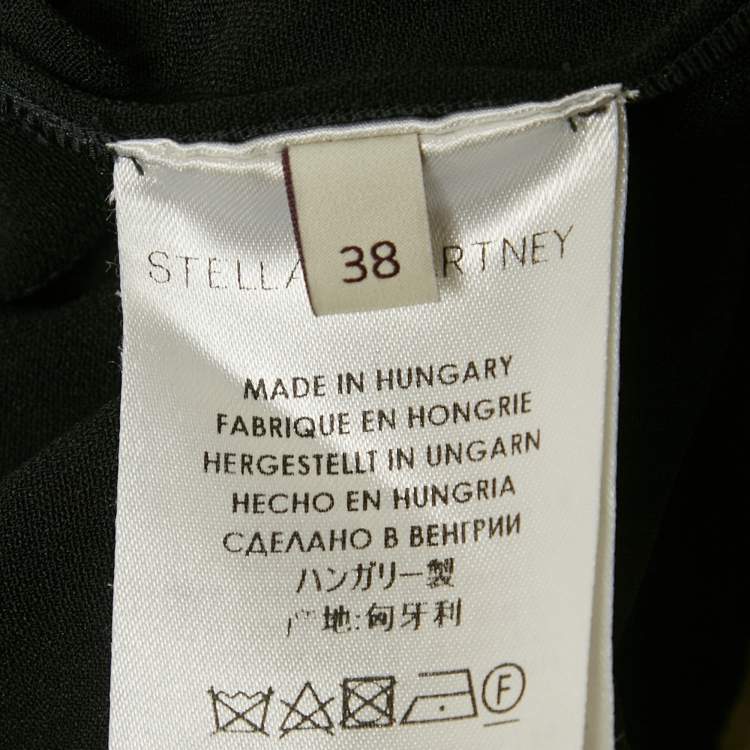 38
STELLA RTNEY
MADE IN HUNGARY
FABRIQUE EN HONGRIE
HERGESTELLT IN UNGARN
HECHO EN HUNGRIA
СДЕЛАНО В ВЕНГРИИ
ハンガリー製
产地:匈牙利
F